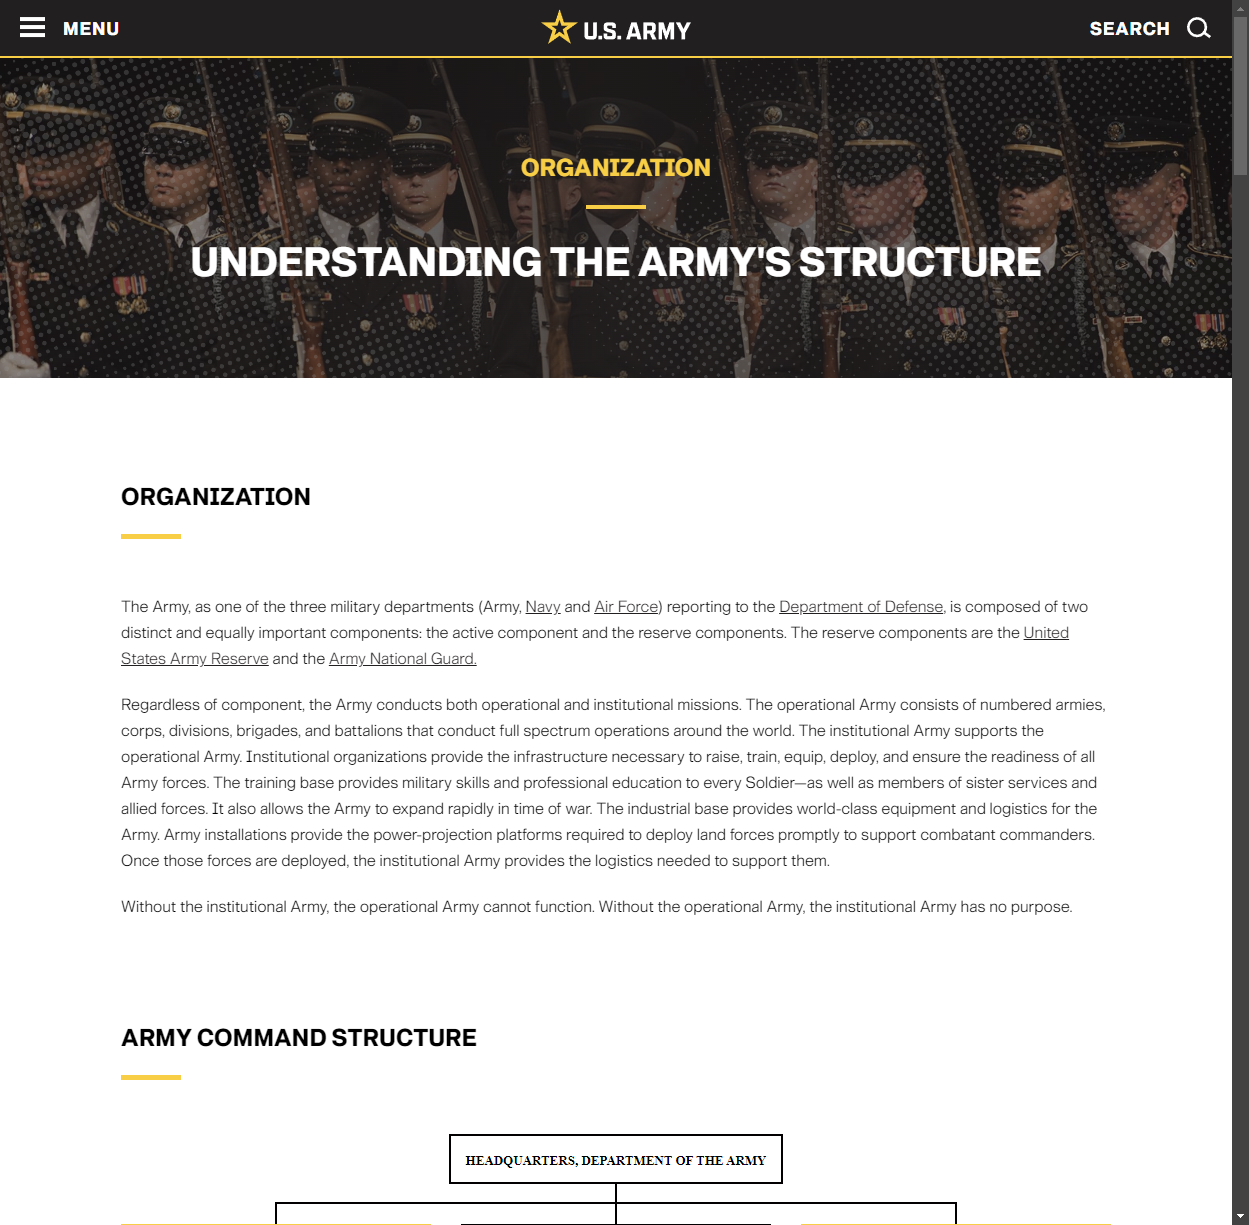 MENU
U.S. ARMY
SEARCH
ORGANIZATION
UNDERSTANDING THE ARMY'S STRUCTURE
ORGANIZATION
The Army, as one of the three military departments (Army, Navy and Air Force) reporting to the Department of Defense, is composed of two
distinct and equally important components: the active component and the reserve components. The reserve components are the United
States Army Reserve and the Army National Guard.
Regardless of component, the Army conducts both operational and institutional missions. The operational Army consists of numbered armies,
corps, divisions, brigades, and battalions that conduct full spectrum operations around the world. The institutional Army supports the
operational Army. Institutional organizations provide the infrastructure necessary to raise, train, equip, deploy, and ensure the readiness of all
Army forces. The training base provides military skills and professional education to every Soldier—as well as members of sister services and
allied forces. It also allows the Army to expand rapidly in time of war. The industrial base provides world-class equipment and logistics for the
Army. Army installations provide the power-projection platforms required to deploy land forces promptly to support combatant commanders.
Once those forces are deployed, the institutional Army provides the logistics needed to support them.
Without the institutional Army, the operational Army cannot function. Without the operational Army, the institutional Army has no purpose.
ARMY COMMAND STRUCTURE
HEADQUARTERS, DEPARTMENT OF THE ARMY